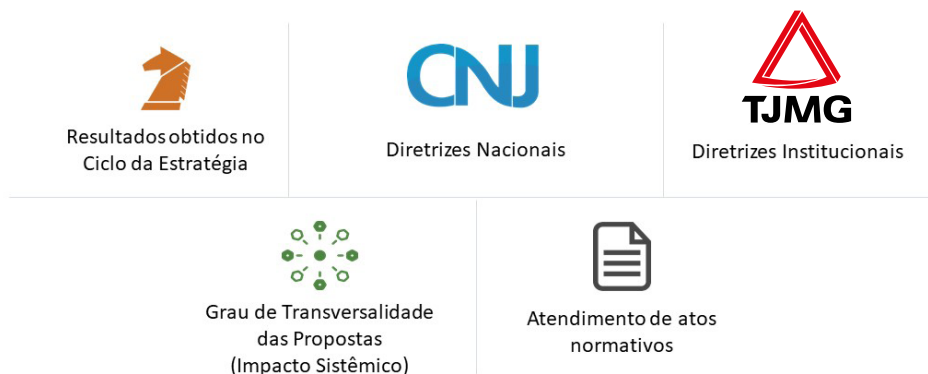 Resultados obtidos no
Ciclo da Estratégia
CNJ
Diretrizes Nacionais
TJMG
Diretrizes Institucionais
Grau de Transversalidade
das Propostas
(Impacto Sistêmico)
Atendimento de atos
normativos